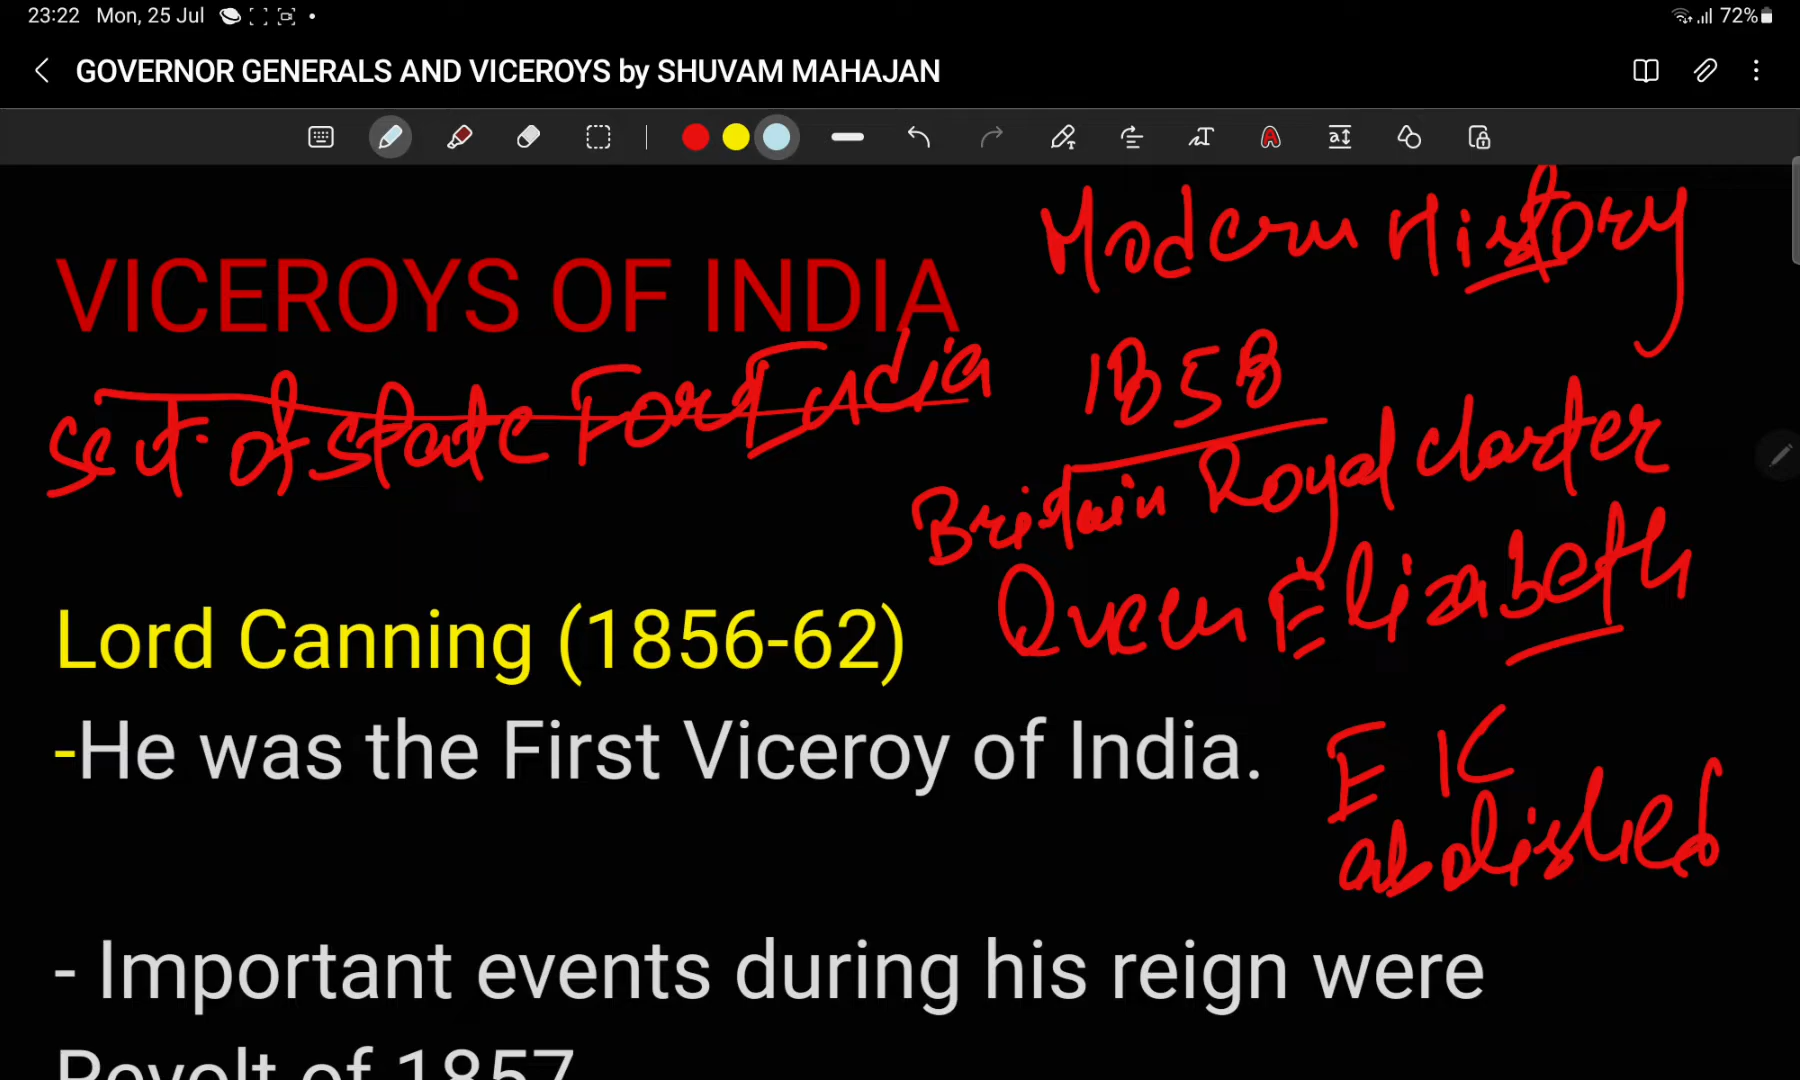 23:22 Mon, 25 Jul 72%
GOVERNOR GENERALS AND VICEROYS by SHUVAM MAHAJAN
Modern History
VICEROYS OF INDIA
1858
of state For India
Britain Royal Charter
Queen Elizabeth
Lord Canning (1856-62)
-He was the First Viceroy of India.
EIC
abolished
- Important events during his reign were
Revolt of 1857